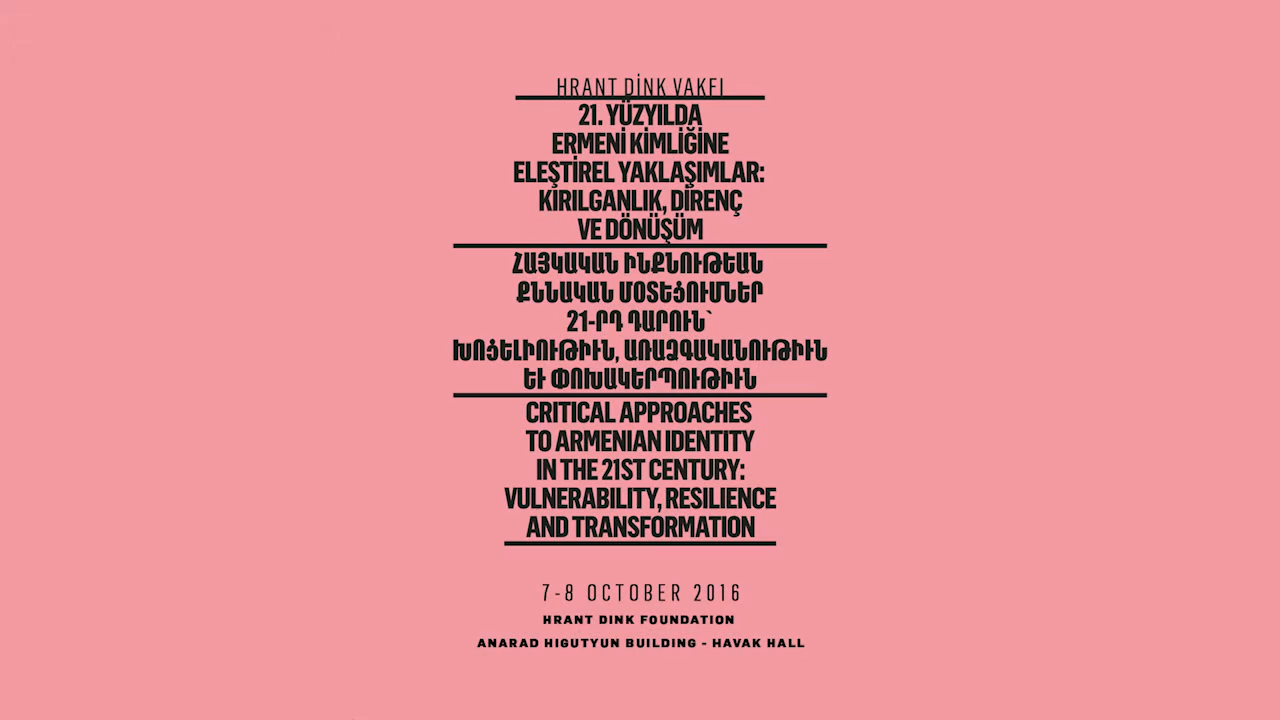 HRANT DİNK VAKFI
21. YÜZYILDA
ERMENİ KİMLİĞİNE
ELEŞTİREL YAKLAŞIMLAR:
KIRILGANLIK, DİRENÇ
VE DÖNÜŞÜM
ՀԱՅԿԱԿԱՆ ԻՆՔՆՈՒԹԵԱՆ
ՔՆՆԱԿԱՆ ՄՕՏԵՑՈՒՄՆԵՐ
21-ՐԴ ԴԱՐՈՒՆ՝
ԽՈՑԵԼԻՈՒԹԻՒՆ, ԱՌԱՁԳԱԿԱՆՈՒԹԻՒՆ
ԵՒ ՓՈԽԱԿԵՐՊՈՒԹԻՒՆ
CRITICAL APPROACHES
TO ARMENIAN IDENTITY
IN THE 21ST CENTURY:
VULNERABILITY, RESILIENCE
AND TRANSFORMATION
7-8 OCTOBER 2016
HRANT DINK FOUNDATION
ANARAD HIGUTYUN BUILDING - HAVAK HALL